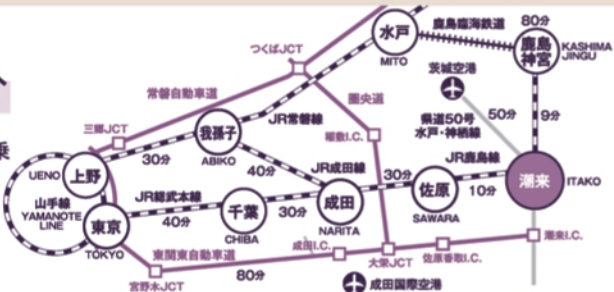 水戸
MITO
鹿島臨海鉄道
80分
鹿島
神宮
KASHIMA
JINGU
つくばJCT
茨城空港
常磐自動車道
圏央道
県道50号
水戸・神栖線
50分
9分
三郷JCT
我孫子
ABIKO
JR常磐線
稲敷I.C.
乗
30分
40分
JR成田線
JR鹿島線
上野
UENO
山手線
YAMANOTE
LINE
JR総武本線
30分
10分
潮来
ITAKO
東京
TOKYO
40分
千葉
CHIBA
30分
成田
NARITA
佐原
SAWARA
東関東自動車道
成田I.C.
大栄JCT
佐原香取I.C.
潮来I.C.
宮野木JCT
80分
成田国際空港